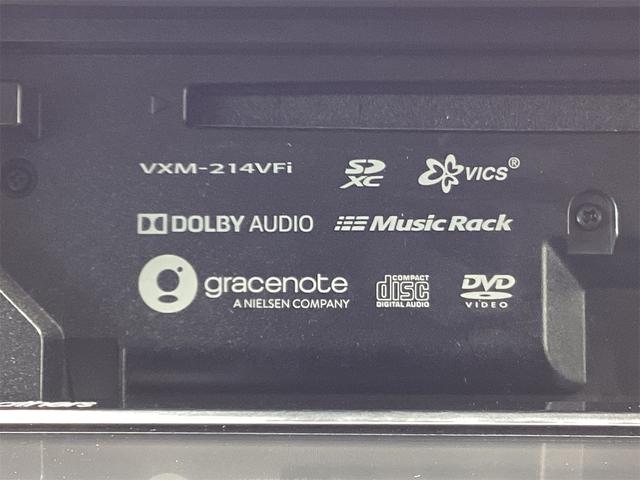 VXM-214VFi
SD XC
VICS®
DOLBY AUDIO
Music Rack
gracenote
A NIELSEN COMPANY
COMPACT
disc
DIGITAL AUDIO
DVD
VIDEO